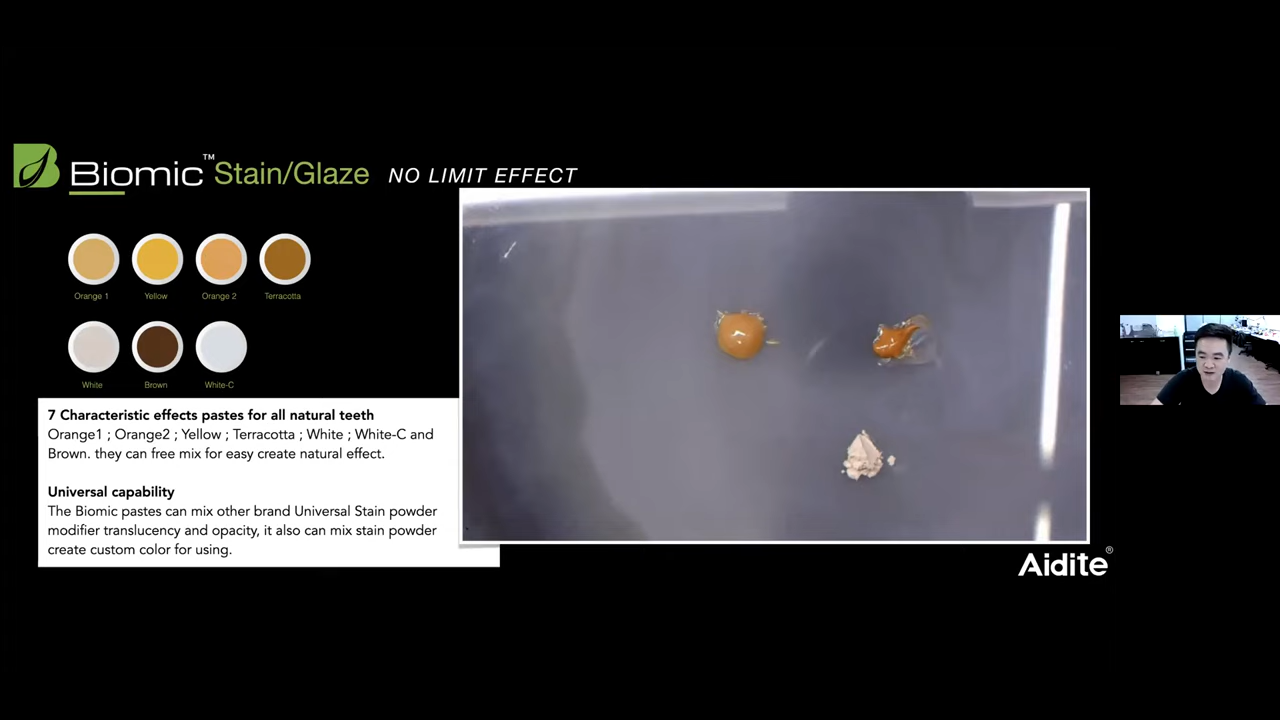 Biomic™ Stain/Glaze NO LIMIT EFFECT
Orange 1 Yellow Orange 2 Terracotta
White Brown White-C
7 Characteristic effects pastes for all natural teeth
Orange1 ; Orange2 ; Yellow ; Terracotta ; White ; White-C and
Brown. they can free mix for easy create natural effect.
Universal capability
The Biomic pastes can mix other brand Universal Stain powder
modifier translucency and opacity, it also can mix stain powder
create custom color for using.
Aidite®